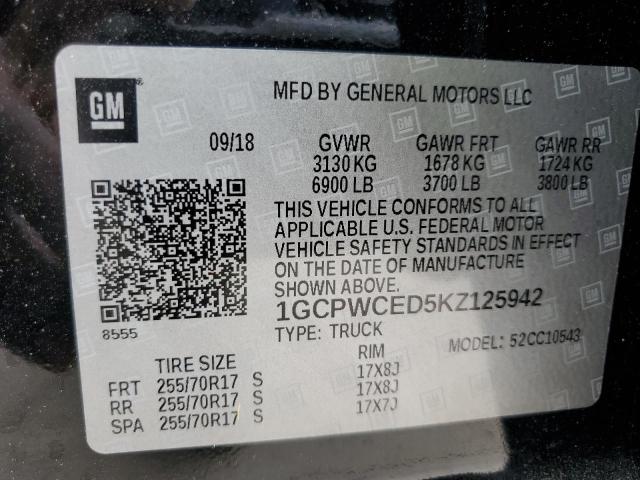 GM
MFD BY GENERAL MOTORS LLC
09/18 GVWR GAWR FRT GAWR RR
3130 KG 1678 KG 1724 KG
6900 LB 3700 LB 3800 LB
THIS VEHICLE CONFORMS TO ALL
APPLICABLE U.S. FEDERAL MOTOR
VEHICLE SAFETY STANDARDS IN EFFECT
ON THE DATE OF MANUFACTURE
SHOWN ABOVE.
1GCPWCED5KZ125942
8555
TYPE: TRUCK MODEL: 52CC10543
TIRE SIZE RIM
FRT 255/70R17 S 17X8J
RR 255/70R17 S 17X8J
SPA 255/70R17 S 17X7J